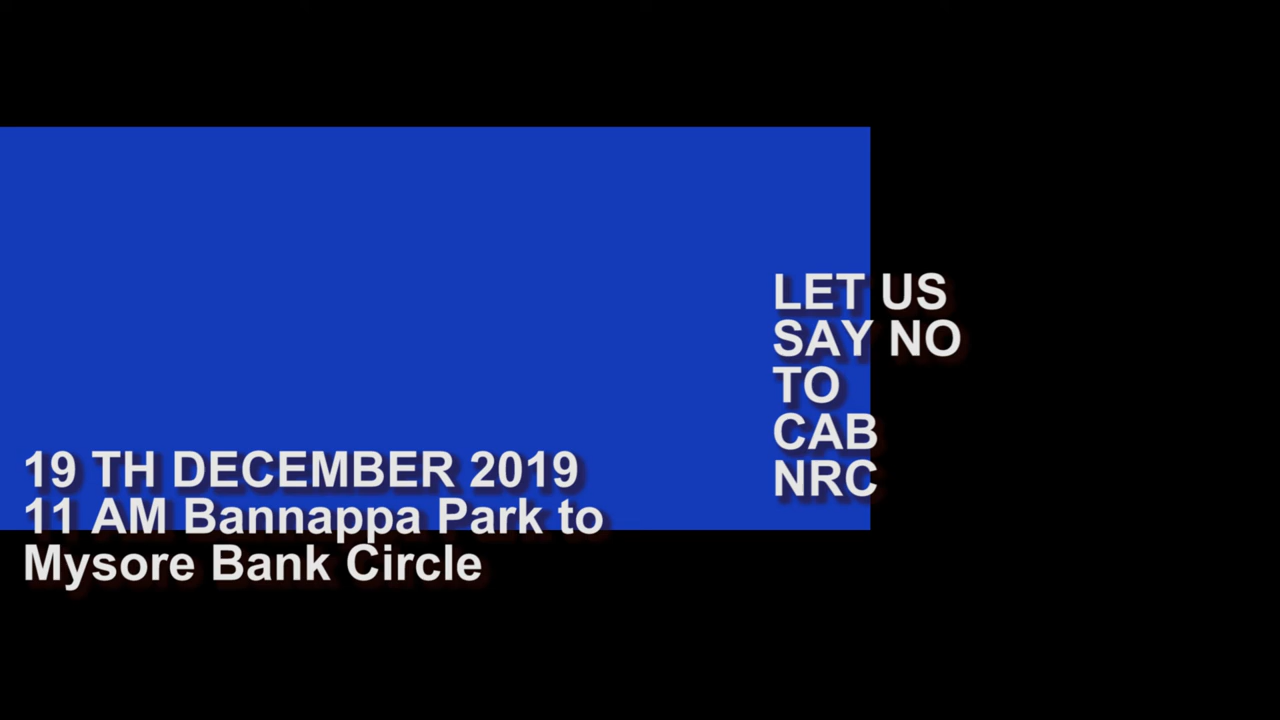 LET US
SAY NO
TO
CAB
NRC
19 TH DECEMBER 2019
11 AM Bannappa Park to
Mysore Bank Circle